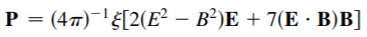 P = (4π)⁻¹ξ[2(E² − B²)E + 7(E · B)B]